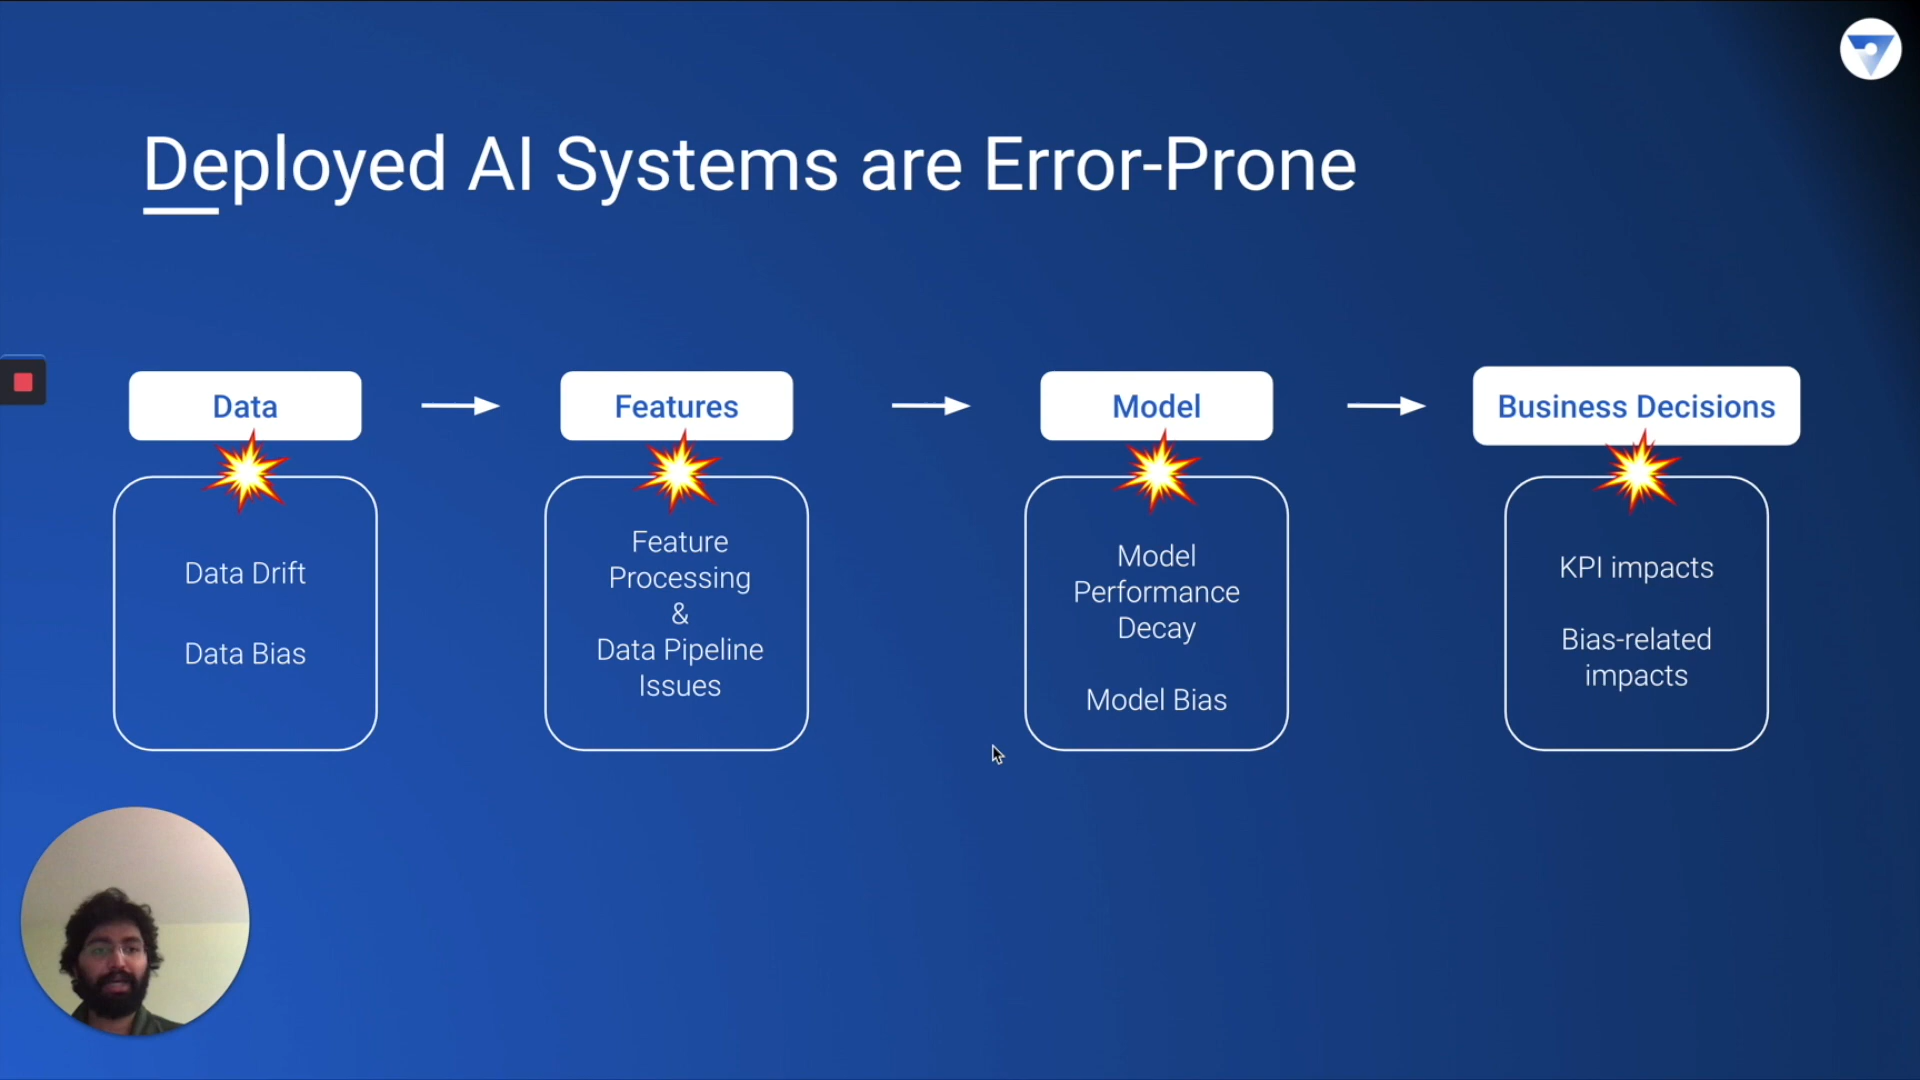 Deployed AI Systems are Error-Prone
Data
Features
Model
Business Decisions
Data Drift
Data Bias
Feature
Processing
&
Data Pipeline
Issues
Model
Performance
Decay
Model Bias
KPI impacts
Bias-related
impacts